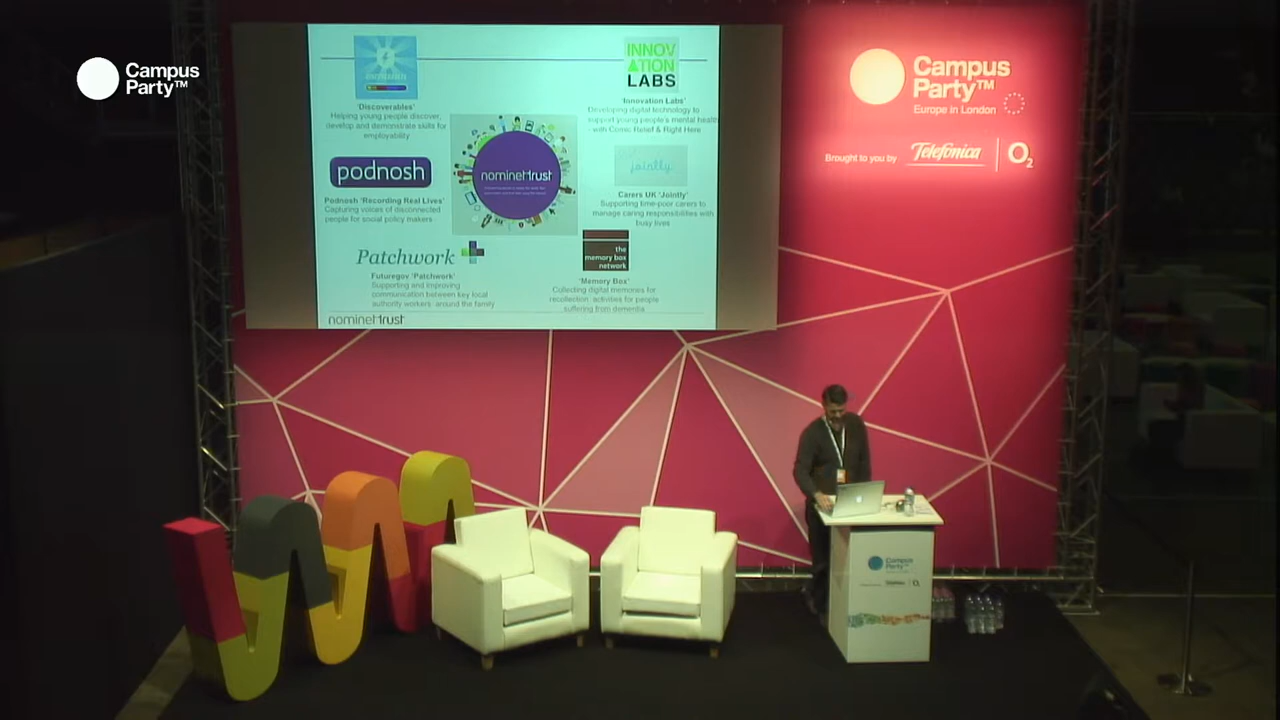 Campus
Party™
INNOV
ATION
LABS
'Discoverables'
Helping young people discover,
develop and demonstrate skills for
employability
Innovation Labs'
Developing digital technology to
support young people's mental health
- with Comic Relief & Right Here
podnosh
Podnosh 'Recording Real Lives'
Capturing voices of disconnected
people for social policy makers
nominettrust
jointly
Carers UK 'Jointly'
Supporting time-poor carers to
manage caring responsibilities with
busy lives
Patchwork
Futuregov 'Patchwork'
Supporting and improving
communication between key local
authority workers around the family
the
memory box
network
'Memory Box'
Collecting digital memories for
recollection activities for people
suffering from dementia
nominettrust
Campus
Party™
Europe in London
Brought to you by Telefónica O2
Campus
Party